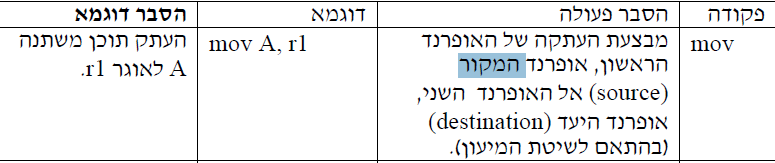 פקודה הסבר פעולה דוגמא הסבר דוגמא
mov מבצעת העתקה של האופרנד mov A, r1 העתק תוכן משתנה
הראשון, אופרנד המקור A לאוגר r1.
(source) אל האופרנד השני,
אופרנד היעד (destination)
(בהתאם לשיטת המיעון).